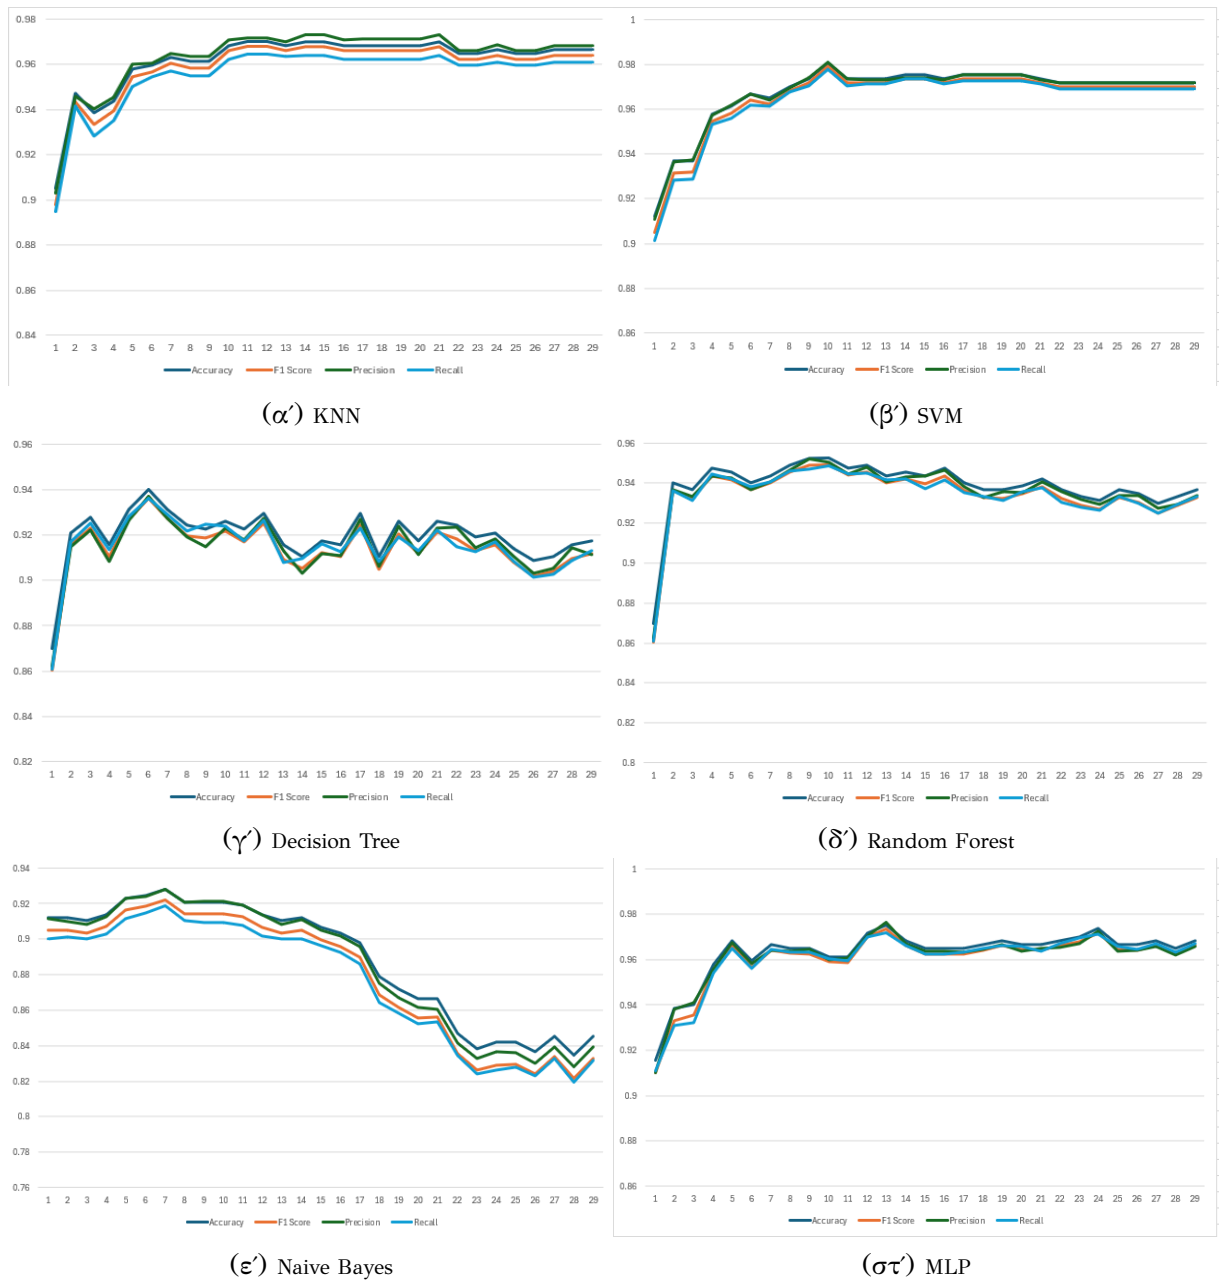 0.98
0.96
0.94
0.92
0.9
0.88
0.86
0.84
1 2 3 4 5 6 7 8 9 10 11 12 13 14 15 16 17 18 19 20 21 22 23 24 25 26 27 28 29
Accuracy F1 Score Precision Recall
(α′) KNN
1
0.98
0.96
0.94
0.92
0.9
0.88
0.86
1 2 3 4 5 6 7 8 9 10 11 12 13 14 15 16 17 18 19 20 21 22 23 24 25 26 27 28 29
Accuracy F1 Score Precision Recall
(β′) SVM
0.96
0.94
0.92
0.9
0.88
0.86
0.84
0.82
1 2 3 4 5 6 7 8 9 10 11 12 13 14 15 16 17 18 19 20 21 22 23 24 25 26 27 28 29
Accuracy F1 Score Precision Recall
(γ′) Decision Tree
0.96
0.94
0.92
0.9
0.88
0.86
0.84
0.82
0.8
1 2 3 4 5 6 7 8 9 10 11 12 13 14 15 16 17 18 19 20 21 22 23 24 25 26 27 28 29
Accuracy F1 Score Precision Recall
(δ′) Random Forest
0.94
0.92
0.9
0.88
0.86
0.84
0.82
0.8
0.78
0.76
1 2 3 4 5 6 7 8 9 10 11 12 13 14 15 16 17 18 19 20 21 22 23 24 25 26 27 28 29
Accuracy F1 Score Precision Recall
(ε′) Naive Bayes
1
0.98
0.96
0.94
0.92
0.9
0.88
0.86
1 2 3 4 5 6 7 8 9 10 11 12 13 14 15 16 17 18 19 20 21 22 23 24 25 26 27 28 29
Accuracy F1 Score Precision Recall
(στ′) MLP